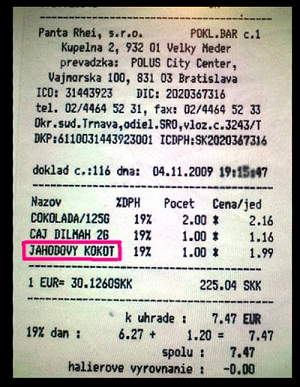 Panta Rhei, s.r.o. POKL.BAR c.1
Kupelna 2, 932 01 Velky Meder
prevadzka: POLUS City Center,
Vajnorska 100, 831 03 Bratislava
ICO: 31443923 DIC: 2020367316
tel. 02/4464 52 31, fax: 02/4464 52 33
Okr.sud.Trnava,odiel.SRO,vloz.c.3243/T
DKP:6110031443923001 ICDPH:SK2020367316
doklad c.:116 dna: 04.11.2009 19:15:47
Nazov %DPH Pocet Cena/jed
COKOLADA/125G 19% 2.00 * 2.16
CAJ DILMAH 2G 19% 1.00 * 1.16
JAHODOVY KOKOT 19% 1.00 * 1.99
1 EUR= 30.1260SKK 225.04 SKK
k uhrade : 7.47 EUR
19% dan : 6.27 + 1.20 = 7.47
spolu : 7.47
halierove vyrovnanie : -0.00